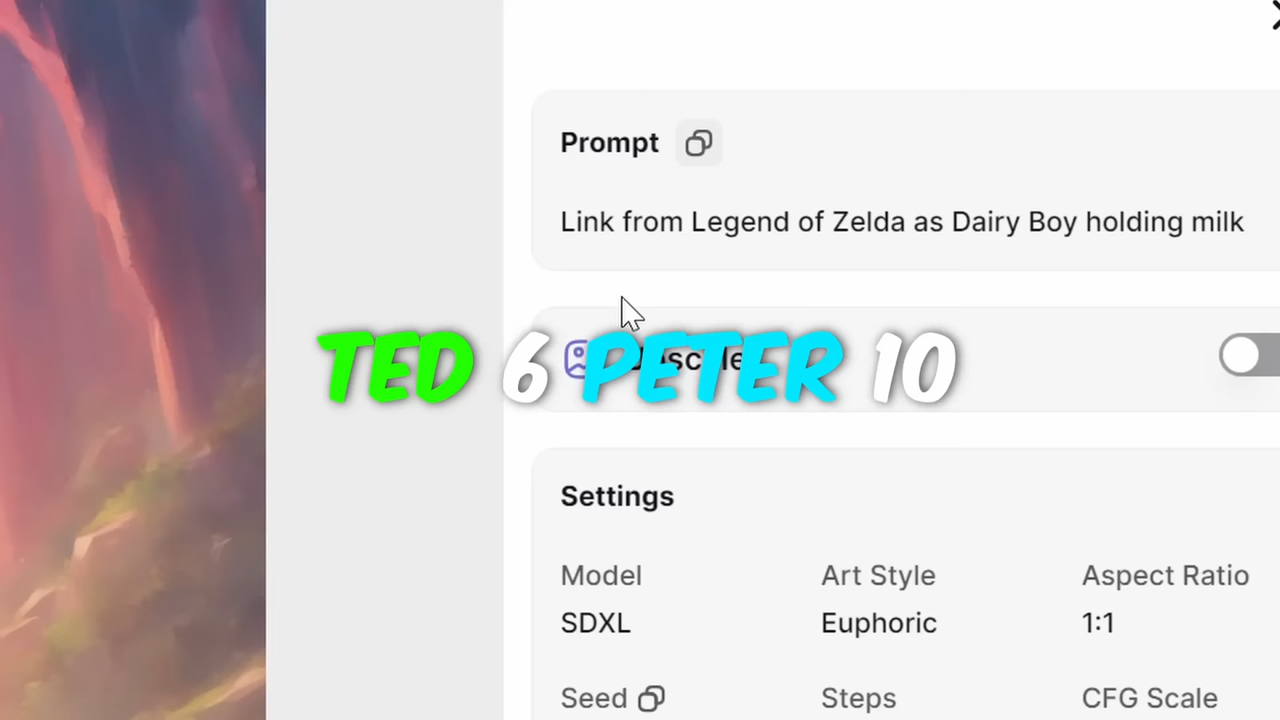 Prompt
Link from Legend of Zelda as Dairy Boy holding milk
TED 6 PETER 10
Upscale
Settings
Model Art Style Aspect Ratio
SDXL Euphoric 1:1
Seed Steps CFG Scale